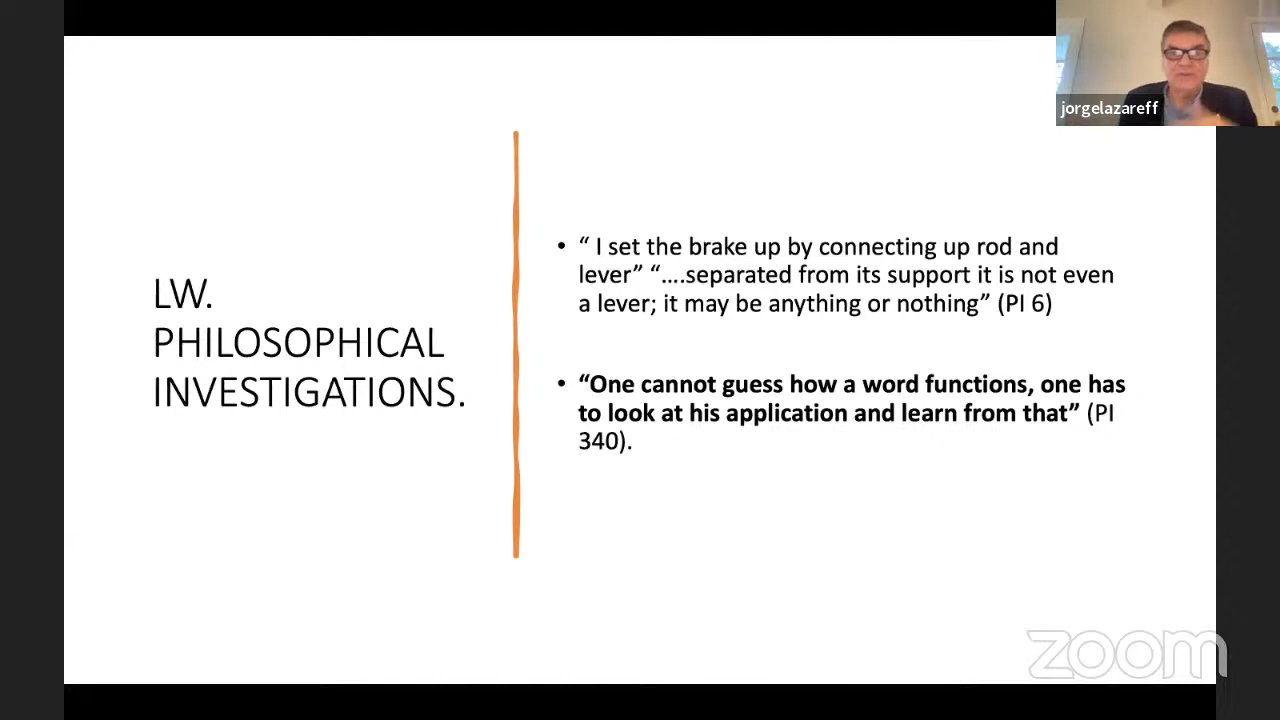 jorgelazareff
LW.
PHILOSOPHICAL
INVESTIGATIONS.
• “ I set the brake up by connecting up rod and
lever” “….separated from its support it is not even
a lever; it may be anything or nothing” (PI 6)
• “One cannot guess how a word functions, one has
to look at his application and learn from that” (PI
340).
zoom